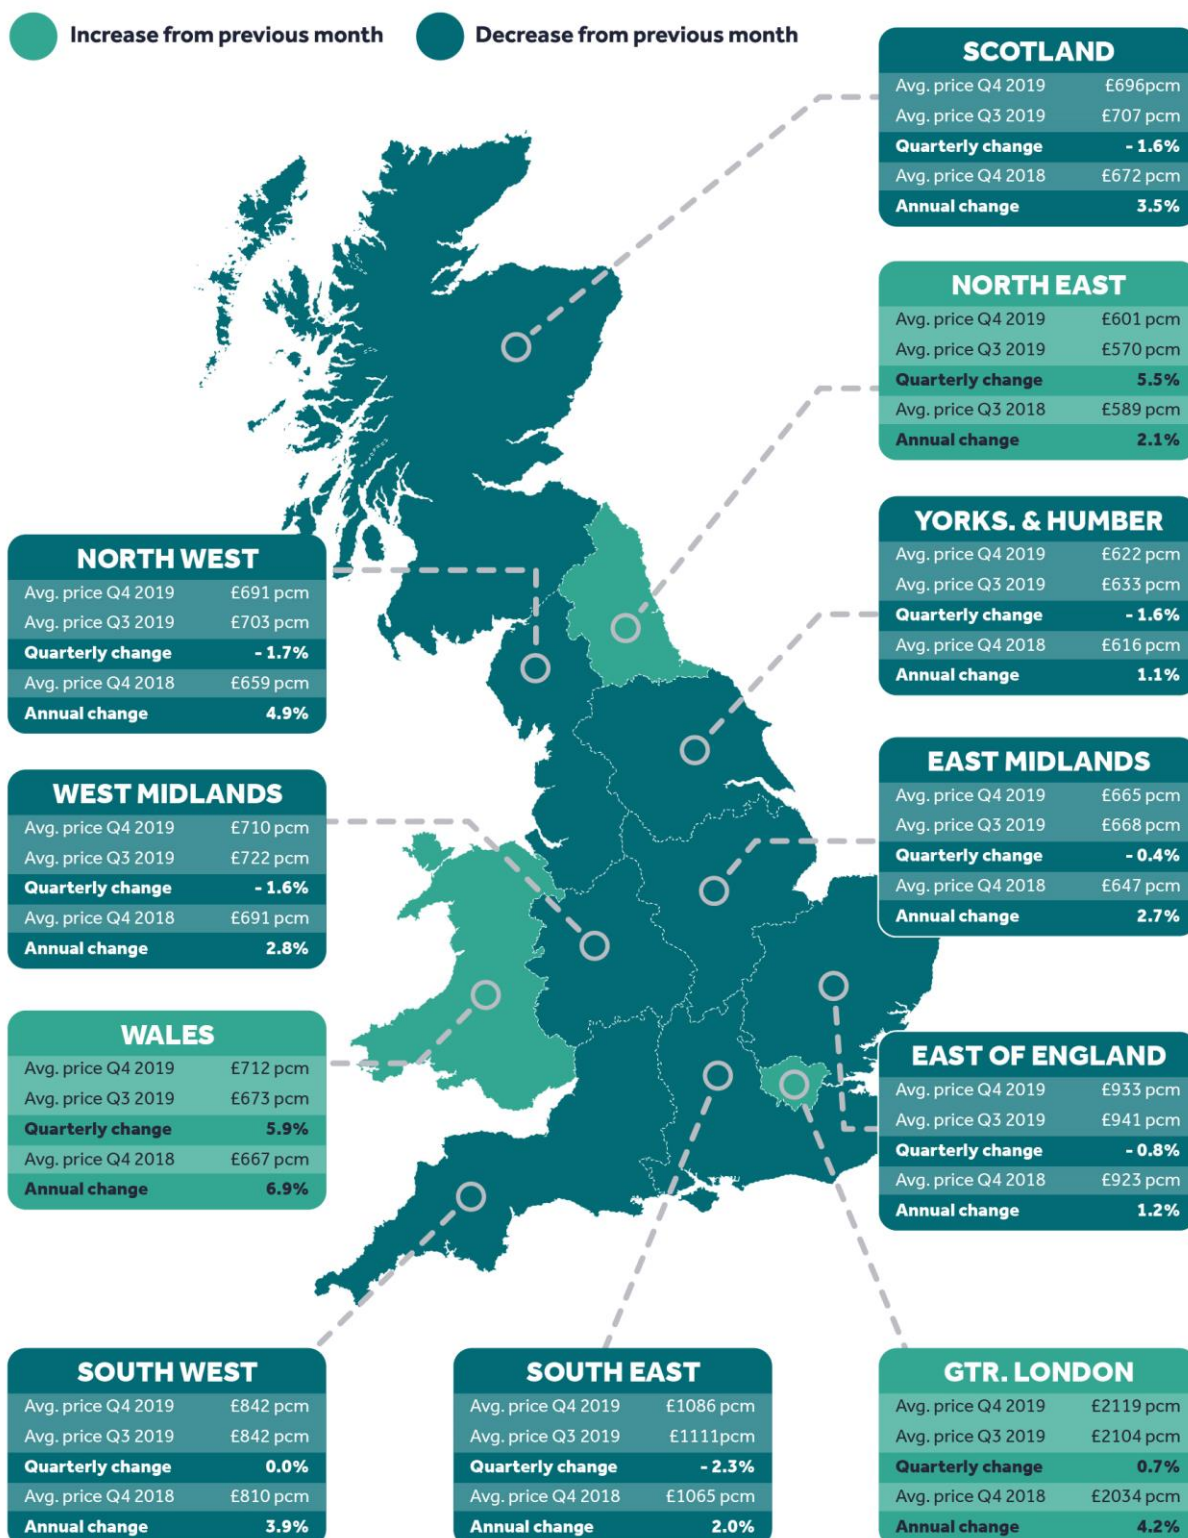 Increase from previous month
Decrease from previous month
SCOTLAND
Avg. price Q4 2019 £696pcm
Avg. price Q3 2019 £707 pcm
Quarterly change - 1.6%
Avg. price Q4 2018 £672 pcm
Annual change 3.5%
NORTH EAST
Avg. price Q4 2019 £601 pcm
Avg. price Q3 2019 £570 pcm
Quarterly change 5.5%
Avg. price Q3 2018 £589 pcm
Annual change 2.1%
YORKS. & HUMBER
Avg. price Q4 2019 £622 pcm
Avg. price Q3 2019 £633 pcm
Quarterly change - 1.6%
Avg. price Q4 2018 £616 pcm
Annual change 1.1%
NORTH WEST
Avg. price Q4 2019 £691 pcm
Avg. price Q3 2019 £703 pcm
Quarterly change - 1.7%
Avg. price Q4 2018 £659 pcm
Annual change 4.9%
EAST MIDLANDS
Avg. price Q4 2019 £665 pcm
Avg. price Q3 2019 £668 pcm
Quarterly change - 0.4%
Avg. price Q4 2018 £647 pcm
Annual change 2.7%
WEST MIDLANDS
Avg. price Q4 2019 £710 pcm
Avg. price Q3 2019 £722 pcm
Quarterly change - 1.6%
Avg. price Q4 2018 £691 pcm
Annual change 2.8%
WALES
Avg. price Q4 2019 £712 pcm
Avg. price Q3 2019 £673 pcm
Quarterly change 5.9%
Avg. price Q4 2018 £667 pcm
Annual change 6.9%
EAST OF ENGLAND
Avg. price Q4 2019 £933 pcm
Avg. price Q3 2019 £941 pcm
Quarterly change - 0.8%
Avg. price Q4 2018 £923 pcm
Annual change 1.2%
SOUTH WEST
Avg. price Q4 2019 £842 pcm
Avg. price Q3 2019 £842 pcm
Quarterly change 0.0%
Avg. price Q4 2018 £810 pcm
Annual change 3.9%
SOUTH EAST
Avg. price Q4 2019 £1086 pcm
Avg. price Q3 2019 £1111pcm
Quarterly change - 2.3%
Avg. price Q4 2018 £1065 pcm
Annual change 2.0%
GTR. LONDON
Avg. price Q4 2019 £2119 pcm
Avg. price Q3 2019 £2104 pcm
Quarterly change 0.7%
Avg. price Q4 2018 £2034 pcm
Annual change 4.2%